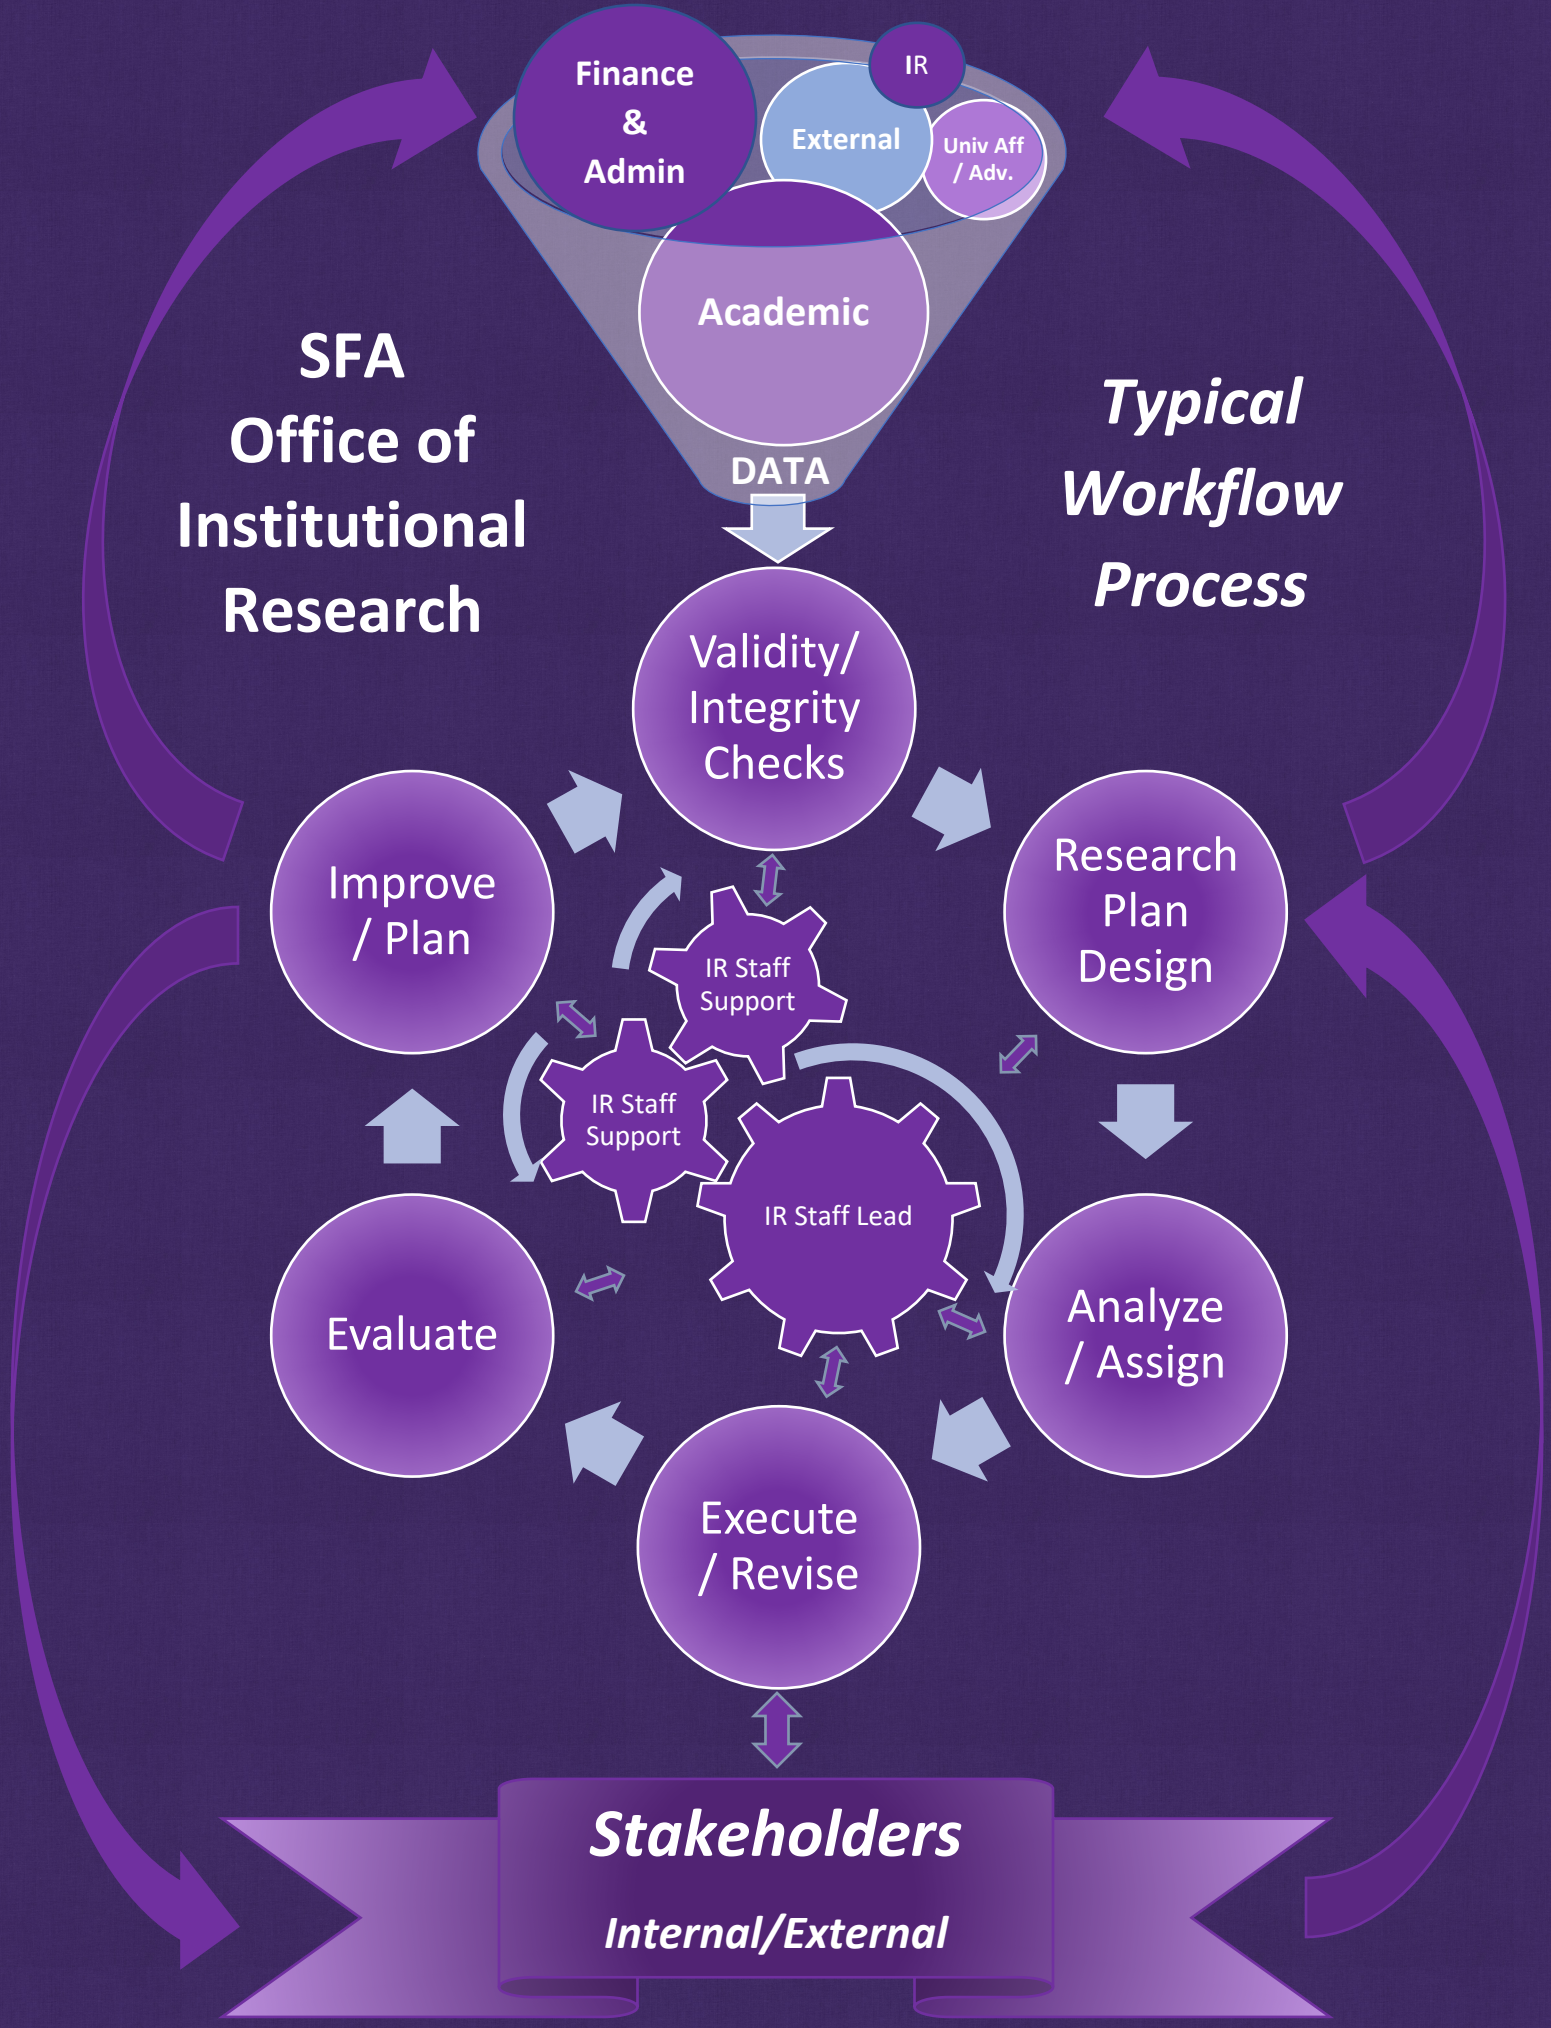 Finance
&
Admin
External
IR
Univ Aff
/ Adv.
Academic
DATA
SFA
Office of
Institutional
Research
Typical
Workflow
Process
Validity/
Integrity
Checks
Research
Plan
Design
Analyze
/ Assign
Execute
/ Revise
Evaluate
Improve
/ Plan
IR Staff
Support
IR Staff
Support
IR Staff Lead
Stakeholders
Internal/External